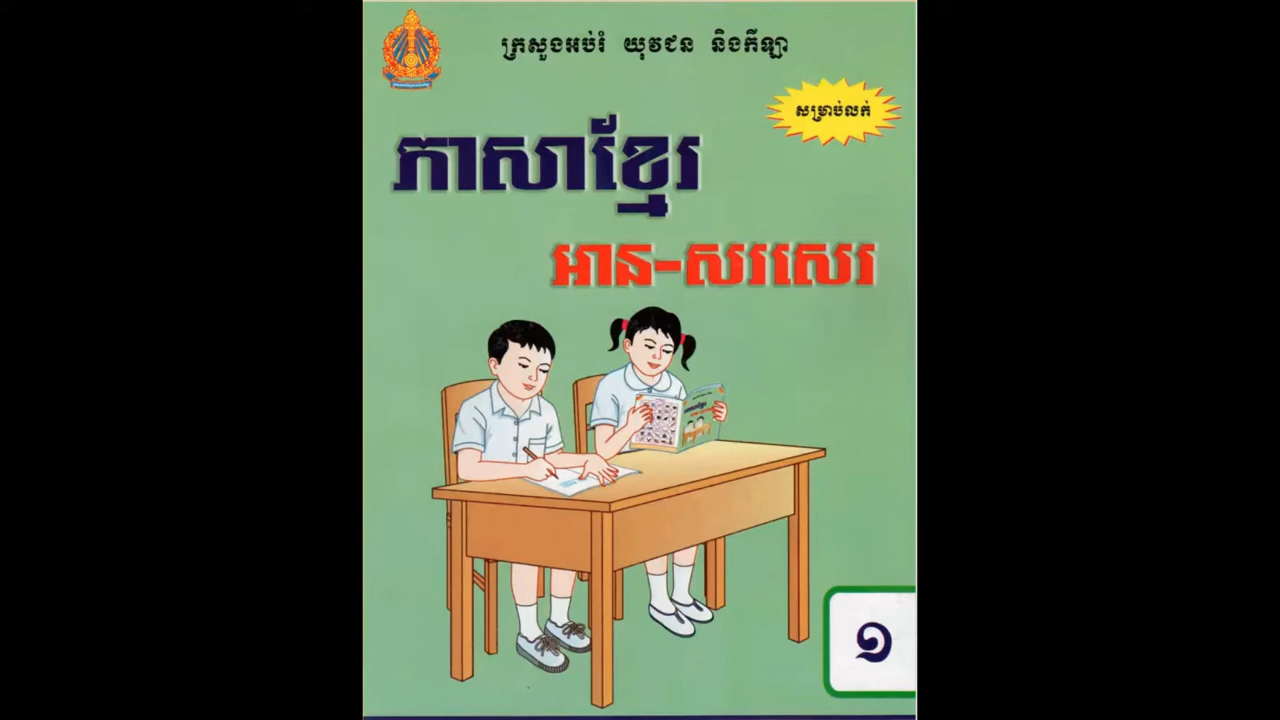 ក្រសួងអប់រំ យុវជន និងកីឡា
សម្រាប់លក់
ភាសាខ្មែរ
អាន-សរសេរ
១